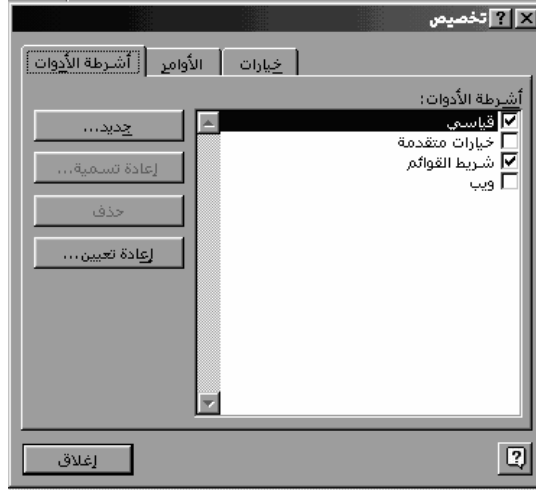 تخصيص
أشرطة الأدوات
الأوامر
خيارات
أشرطة الأدوات:
قياسي
خيارات متقدمة
شريط القوائم
ويب
جديد...
إعادة تسمية...
حذف
إعادة تعيين...
إغلاق